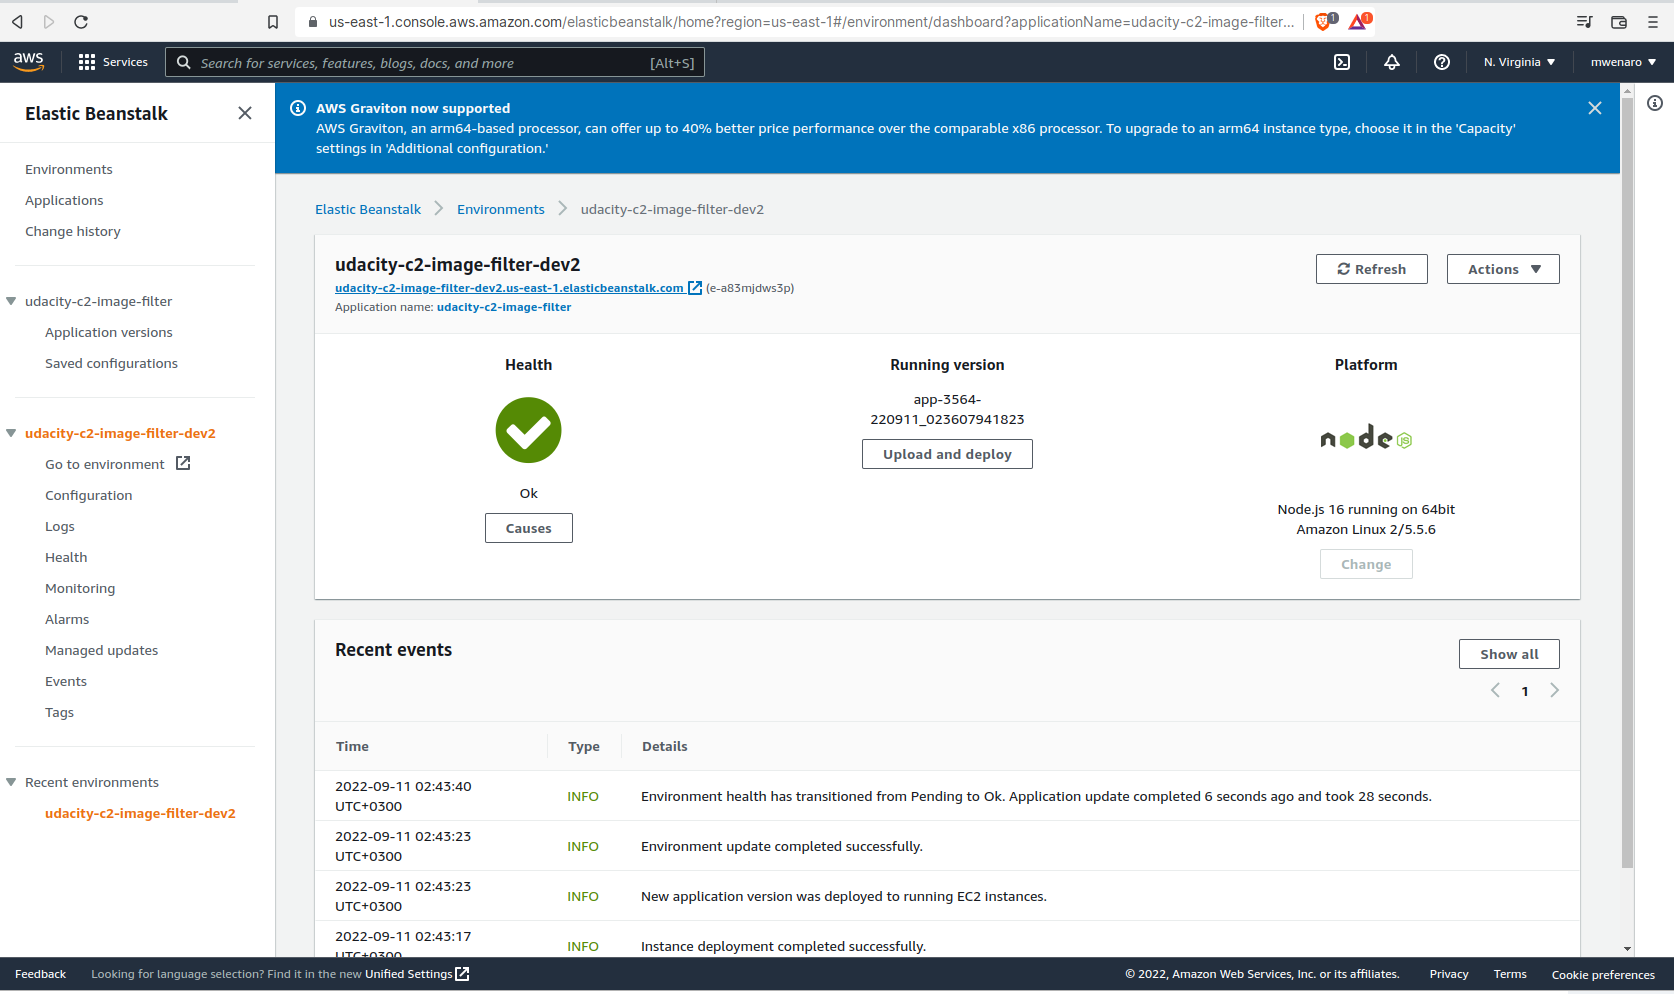 us-east-1.console.aws.amazon.com/elasticbeanstalk/home?region=us-east-1#/environment/dashboard?applicationName=udacity-c2-image-filter...
1
1
aws
Services
Search for services, features, blogs, docs, and more
[Alt+S]
N. Virginia
mwenaro
Elastic Beanstalk
Environments
Applications
Change history
udacity-c2-image-filter
Application versions
Saved configurations
udacity-c2-image-filter-dev2
Go to environment
Configuration
Logs
Health
Monitoring
Alarms
Managed updates
Events
Tags
Recent environments
udacity-c2-image-filter-dev2
AWS Graviton now supported
AWS Graviton, an arm64-based processor, can offer up to 40% better price performance over the comparable x86 processor. To upgrade to an arm64 instance type, choose it in the 'Capacity'
settings in 'Additional configuration.'
Elastic Beanstalk
Environments
udacity-c2-image-filter-dev2
udacity-c2-image-filter-dev2
udacity-c2-image-filter-dev2.us-east-1.elasticbeanstalk.com (e-a83mjdws3p)
Application name: udacity-c2-image-filter
Refresh
Actions
Health
Ok
Causes
Running version
app-3564-
220911_023607941823
Upload and deploy
Platform
node JS
Node.js 16 running on 64bit
Amazon Linux 2/5.5.6
Change
Recent events
Show all
1
Time
Type
Details
2022-09-11 02:43:40
UTC+0300
INFO
Environment health has transitioned from Pending to Ok. Application update completed 6 seconds ago and took 28 seconds.
2022-09-11 02:43:23
UTC+0300
INFO
Environment update completed successfully.
2022-09-11 02:43:23
UTC+0300
INFO
New application version was deployed to running EC2 instances.
2022-09-11 02:43:17
UTC+0300
INFO
Instance deployment completed successfully.
Feedback
Looking for language selection? Find it in the new Unified Settings
© 2022, Amazon Web Services, Inc. or its affiliates.
Privacy
Terms
Cookie preferences